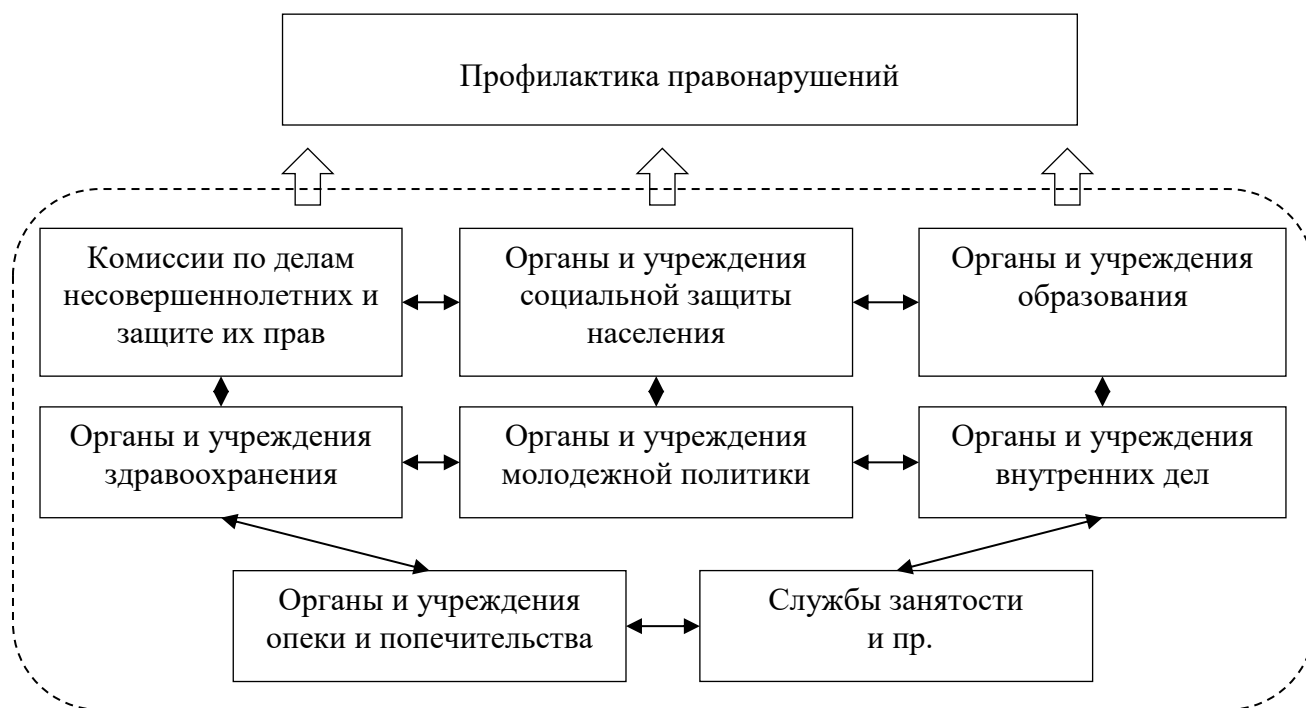 Профилактика правонарушений
Комиссии по делам
несовершеннолетних и
защите их прав
Органы и учреждения
социальной защиты
населения
Органы и учреждения
образования
Органы и учреждения
здравоохранения
Органы и учреждения
молодежной политики
Органы и учреждения
внутренних дел
Органы и учреждения
опеки и попечительства
Службы занятости
и пр.